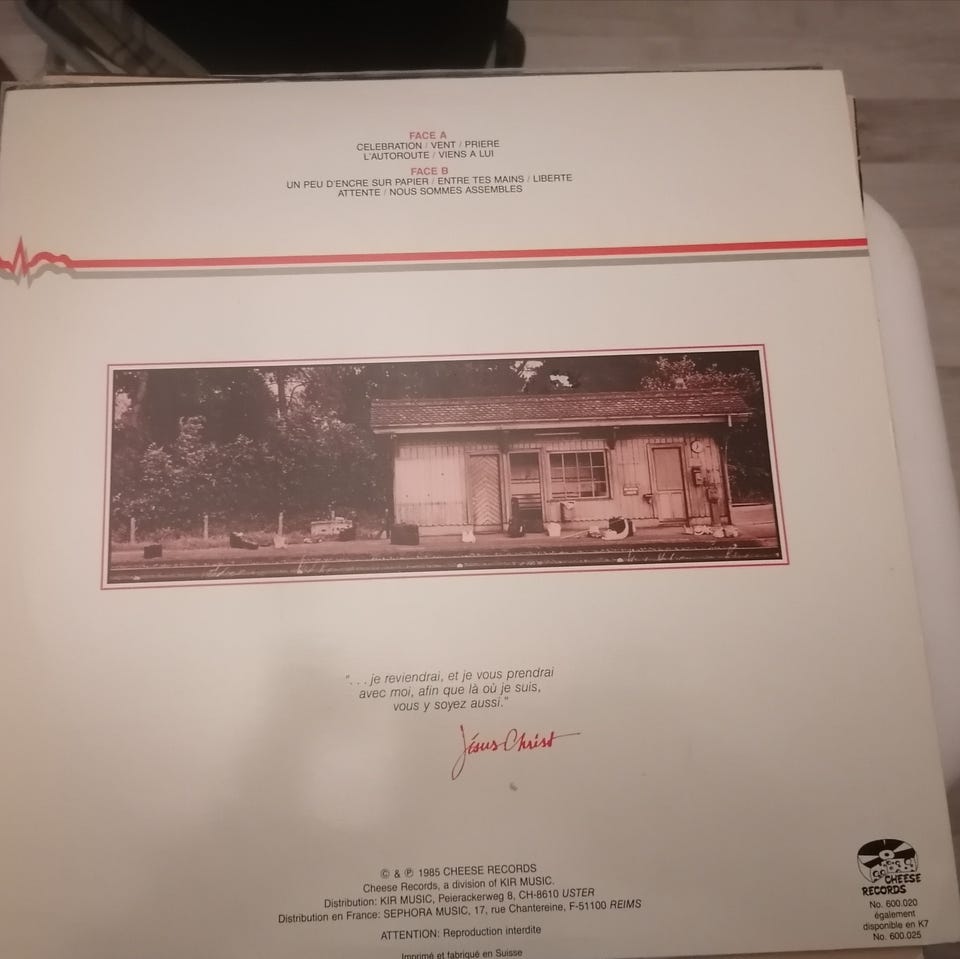 FACE A
CELEBRATION / VENT / PRIERE
L'AUTOROUTE / VIENS A LUI
FACE B
UN PEU D'ENCRE SUR PAPIER / ENTRE TES MAINS / LIBERTE
ATTENTE / NOUS SOMMES ASSEMBLES
"...je reviendrai, et je vous prendrai
avec moi, afin que là où je suis,
vous y soyez aussi."
Jésus-Christ
© & ℗ 1985 CHEESE RECORDS
Cheese Records, a division of KIR MUSIC.
Distribution: KIR MUSIC, Peierackerweg 8, CH-8610 USTER
Distribution en France: SEPHORA MUSIC, 17, rue Chantereine, F-51100 REIMS
ATTENTION: Reproduction interdite
Imprimé et fabriqué en Suisse
CHEESE
RECORDS
No. 600.020
également
disponible en K7
No. 600.025